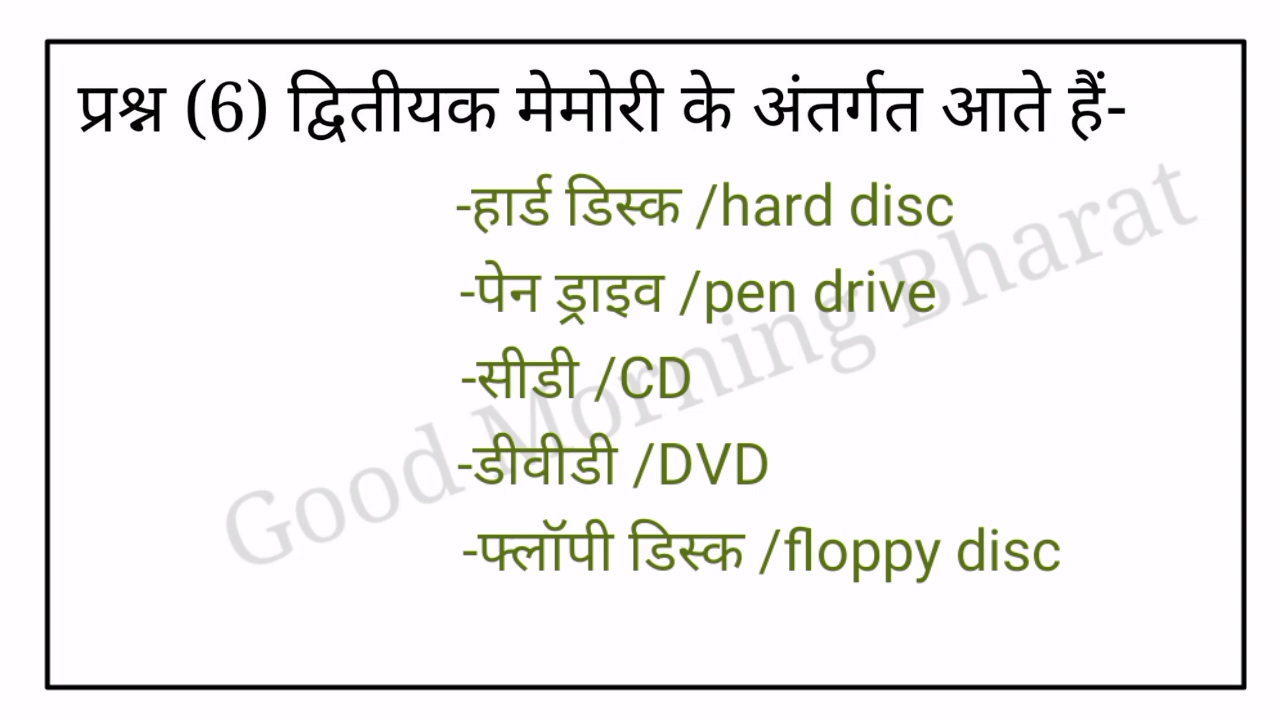 प्रश्न (6) द्वितीयक मेमोरी के अंतर्गत आते हैं-
-हार्ड डिस्क /hard disc
-पेन ड्राइव /pen drive
-सीडी /CD
-डीवीडी /DVD
-फ्लॉपी डिस्क /floppy disc
Good Morning Bharat